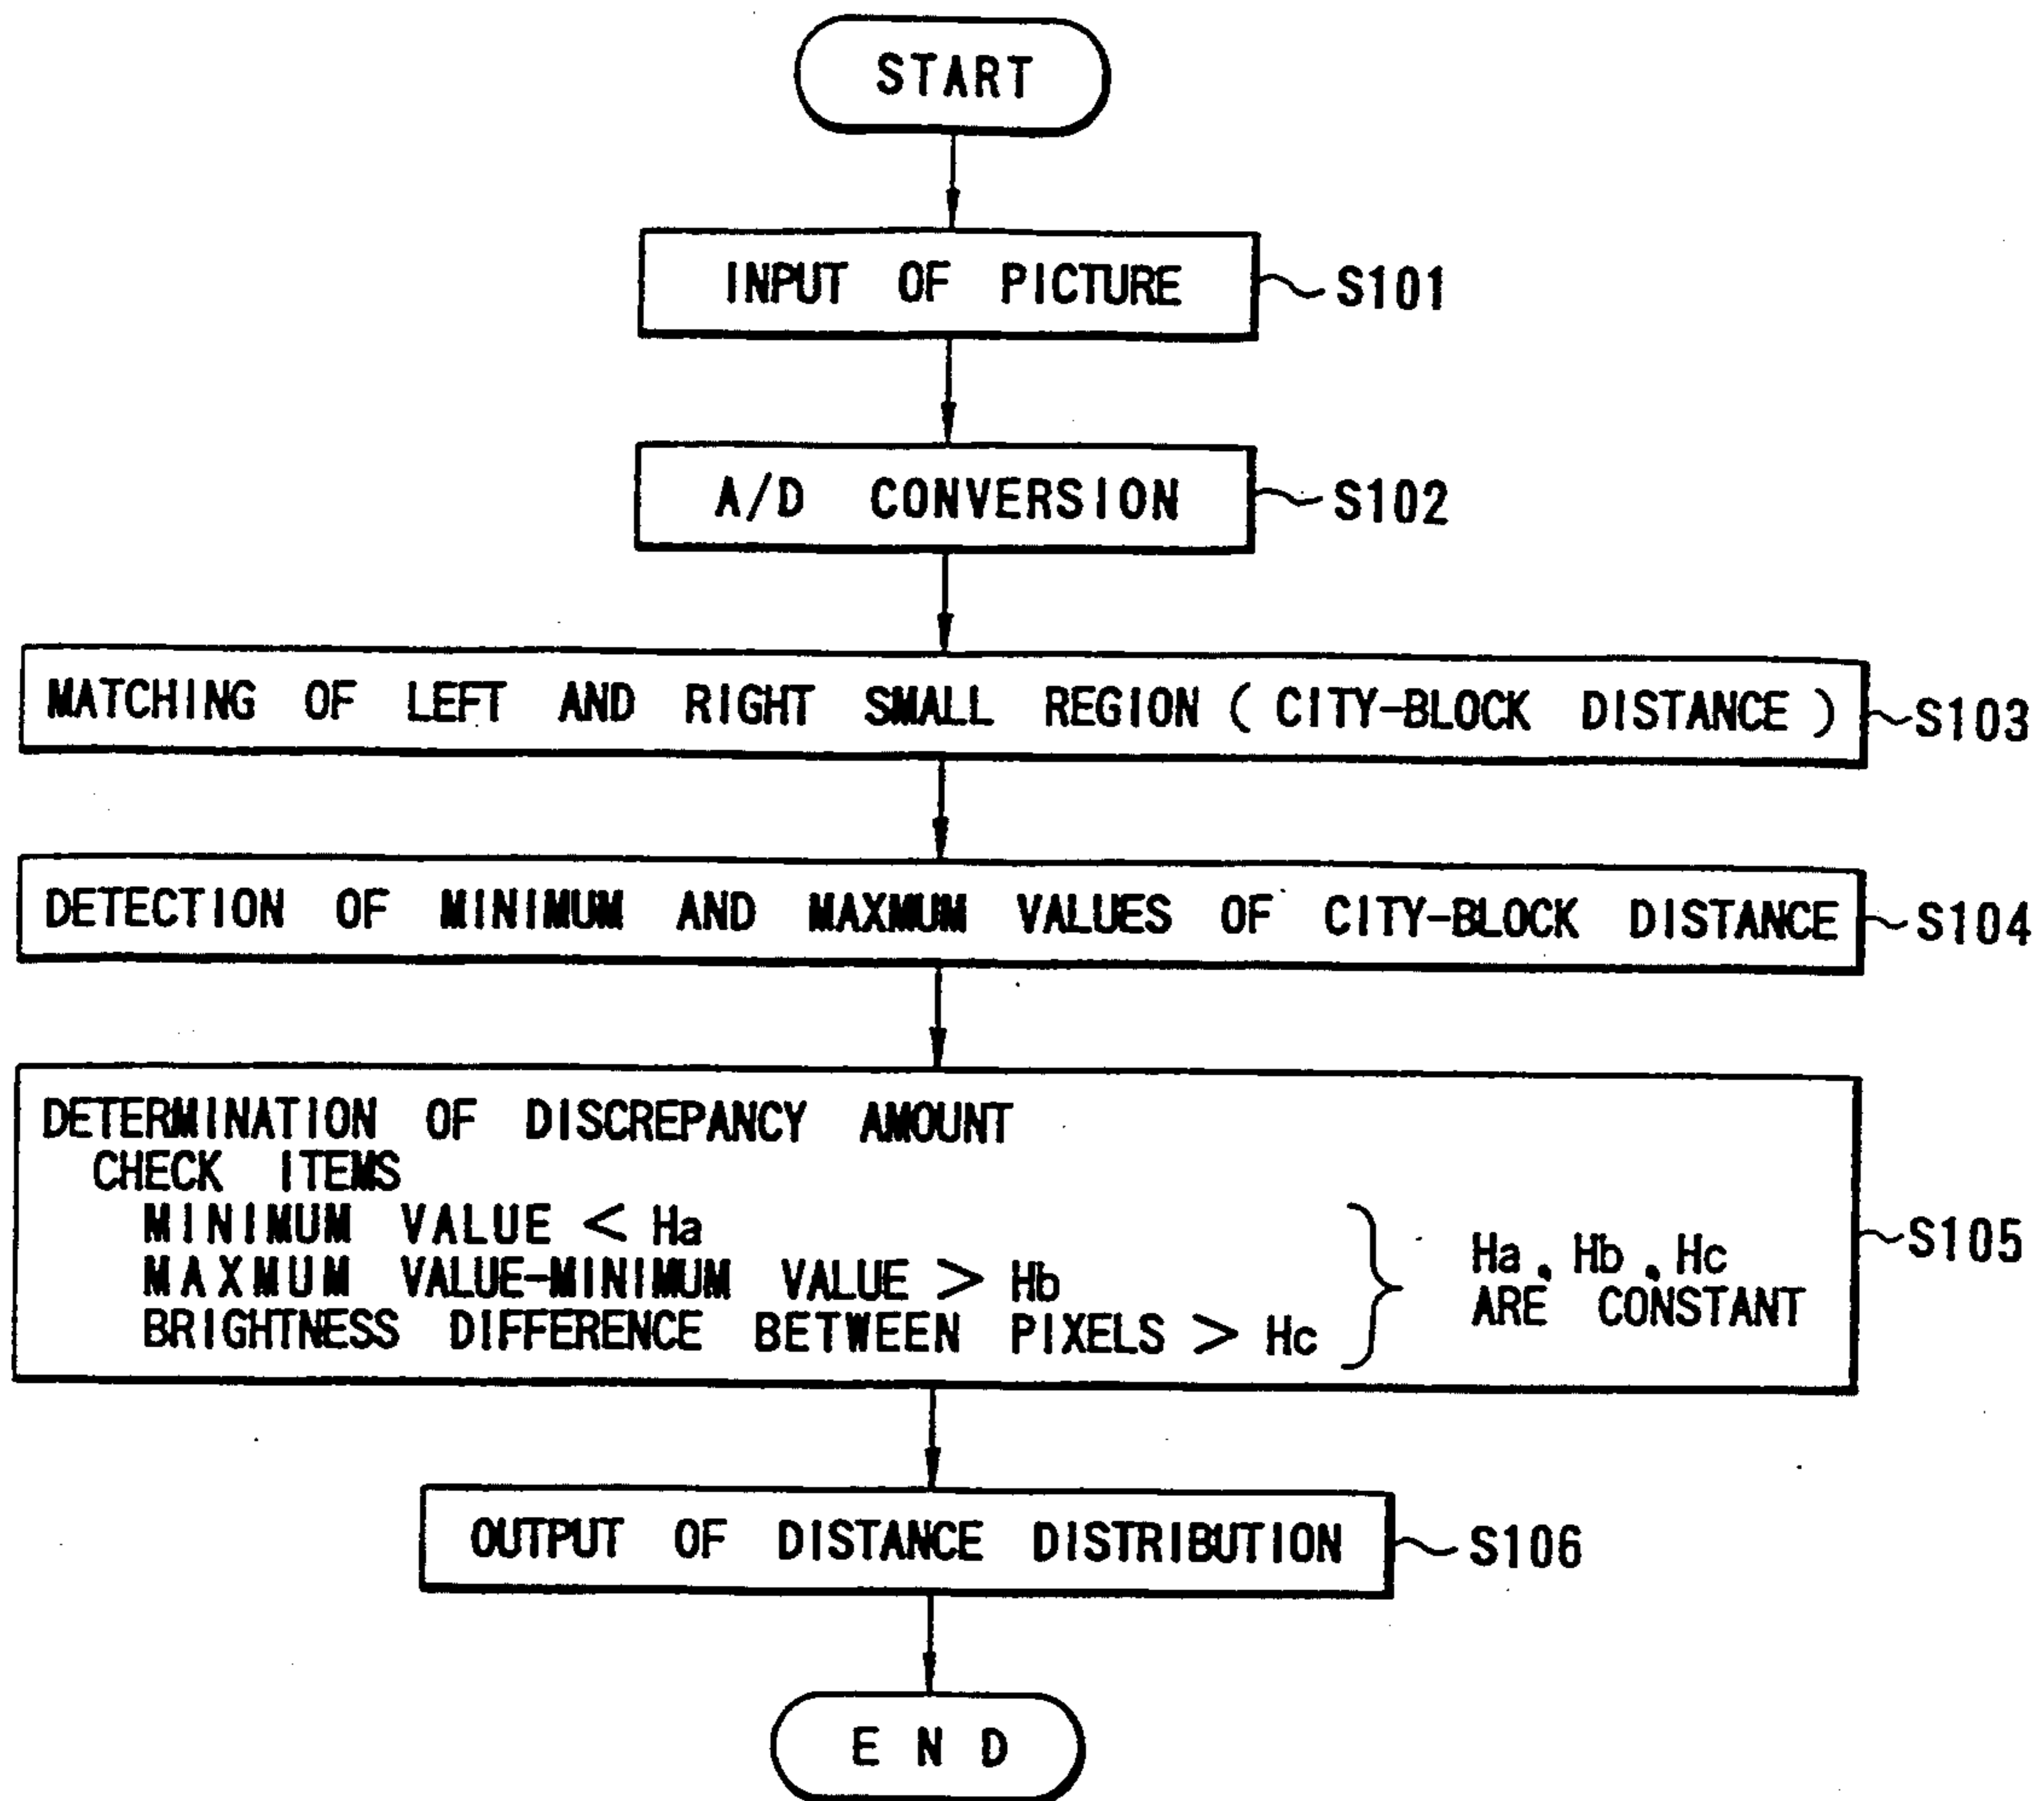 START
INPUT OF PICTURE
S101
A/D CONVERSION
S102
MATCHING OF LEFT AND RIGHT SMALL REGION (CITY-BLOCK DISTANCE)
S103
DETECTION OF MINIMUM AND MAXMUM VALUES OF CITY-BLOCK DISTANCE
S104
DETERMINATION OF DISCREPANCY AMOUNT
CHECK ITEMS
MINIMUM VALUE < Ha
MAXMUM VALUE-MINIMUM VALUE > Hb
BRIGHTNESS DIFFERENCE BETWEEN PIXELS > Hc
Ha, Hb, Hc
ARE CONSTANT
S105
OUTPUT OF DISTANCE DISTRIBUTION
S106
END